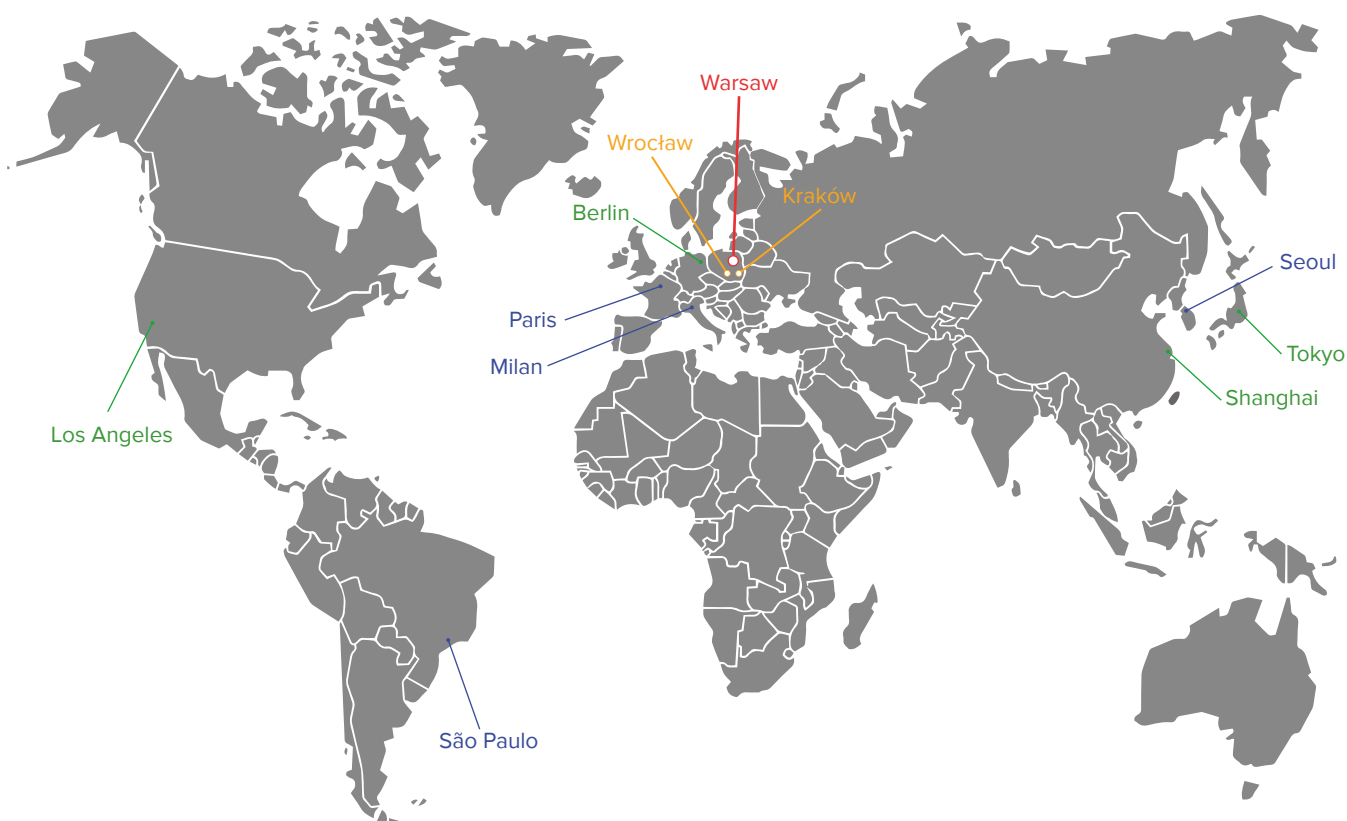 Warsaw
Wrocław
Kraków
Berlin
Seoul
Paris
Tokyo
Milan
Shanghai
Los Angeles
São Paulo